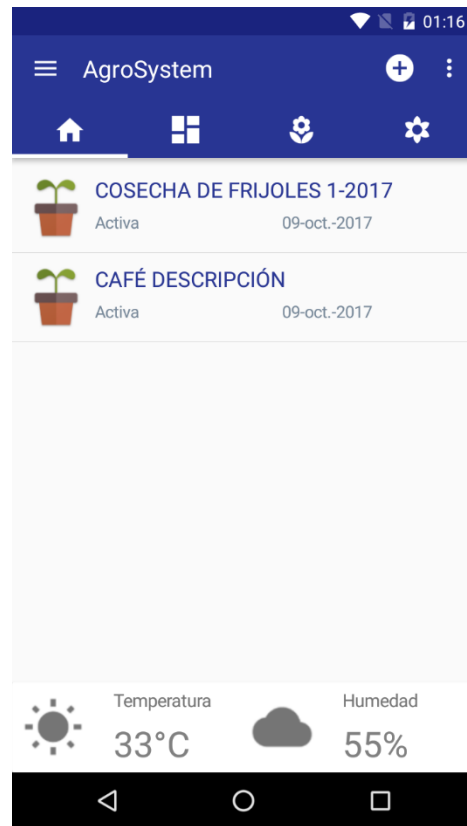 01:16
AgroSystem
COSECHA DE FRIJOLES 1-2017
Activa 09-oct.-2017
CAFÉ DESCRIPCIÓN
Activa 09-oct.-2017
Temperatura Humedad
33°C 55%